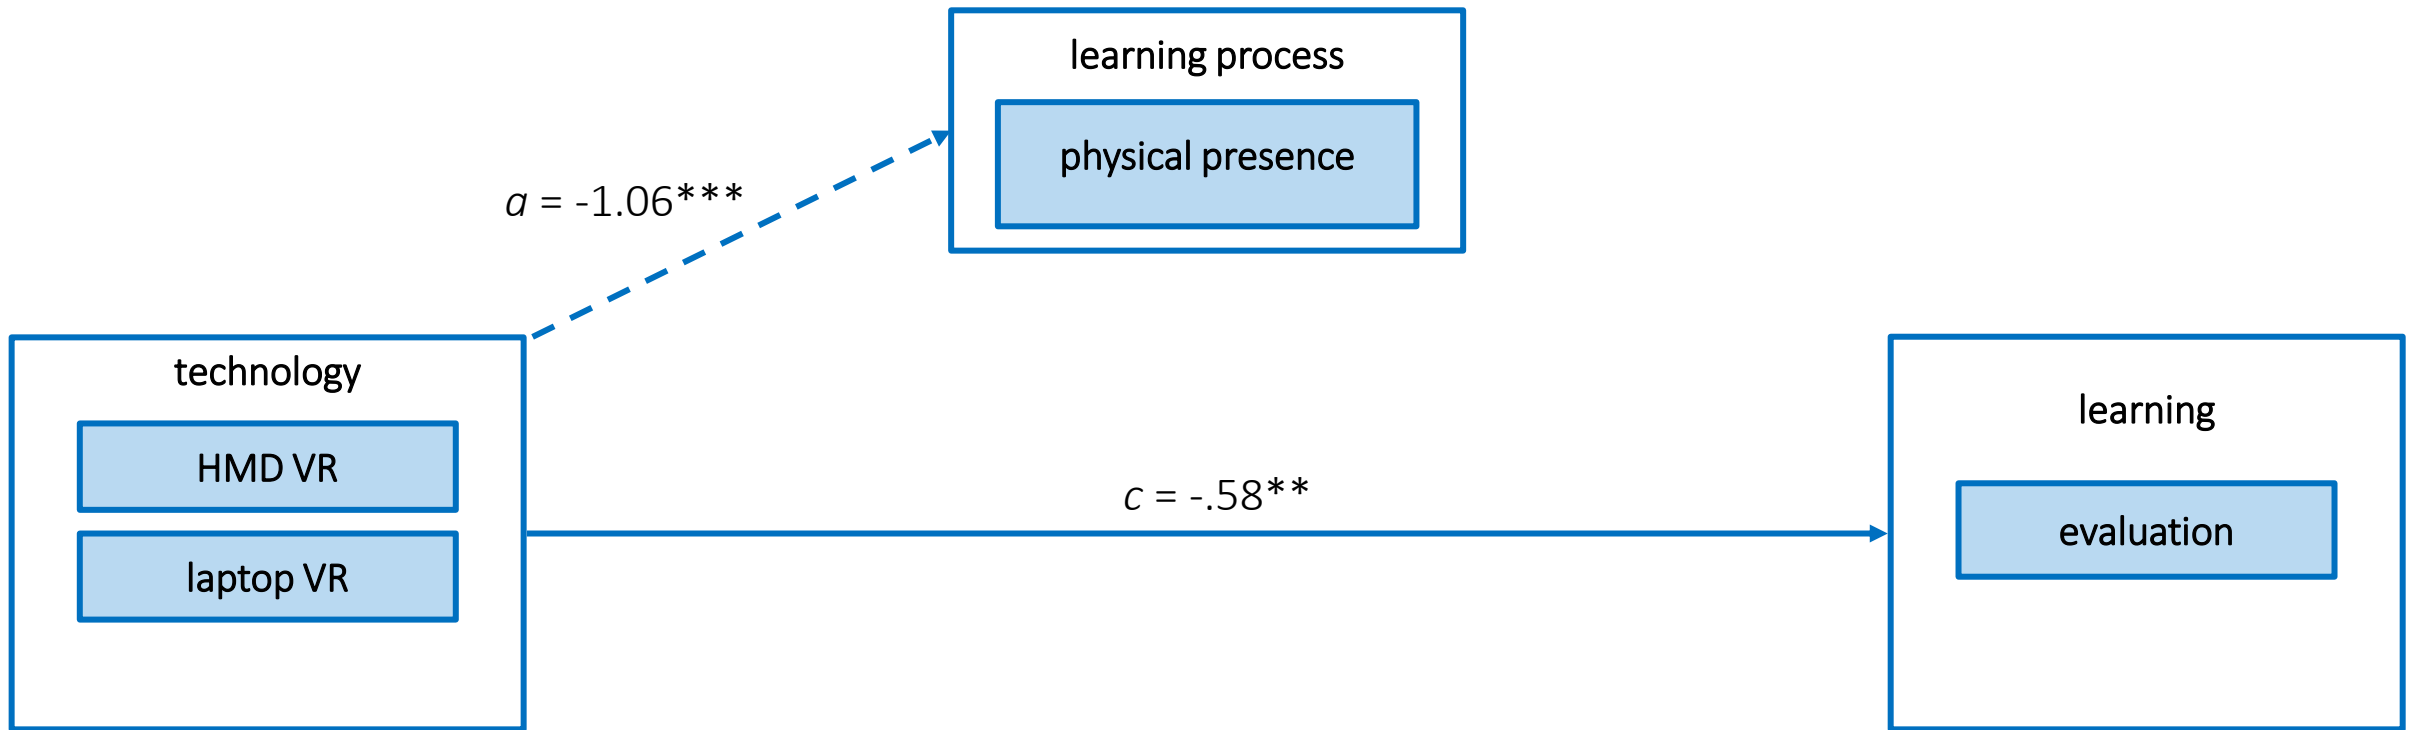 learning process
physical presence
a = -1.06***
technology
HMD VR
laptop VR
c = -.58**
learning
evaluation